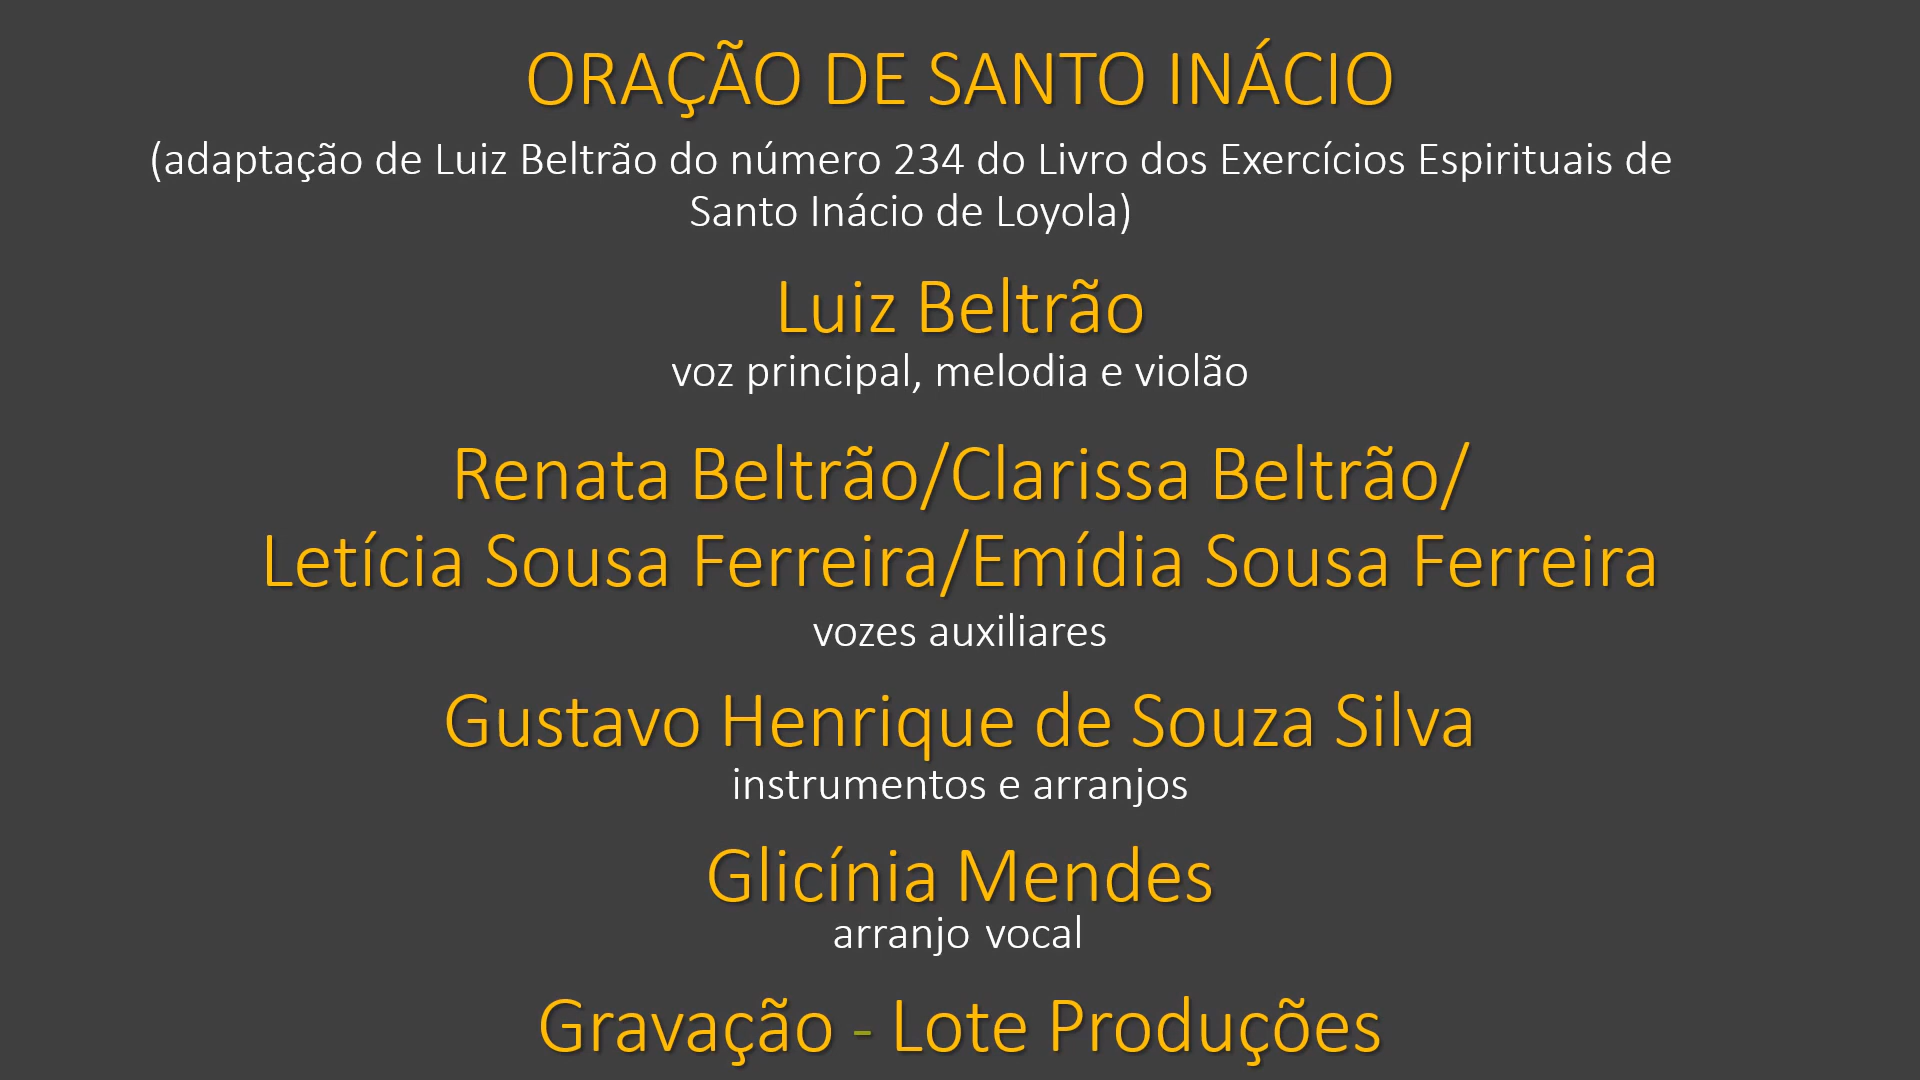 ORAÇÃO DE SANTO INÁCIO
(adaptação de Luiz Beltrão do número 234 do Livro dos Exercícios Espirituais de
Santo Inácio de Loyola)
Luiz Beltrão
voz principal, melodia e violão
Renata Beltrão/Clarissa Beltrão/
Letícia Sousa Ferreira/Emídia Sousa Ferreira
vozes auxiliares
Gustavo Henrique de Souza Silva
instrumentos e arranjos
Glicínia Mendes
arranjo vocal
Gravação - Lote Produções